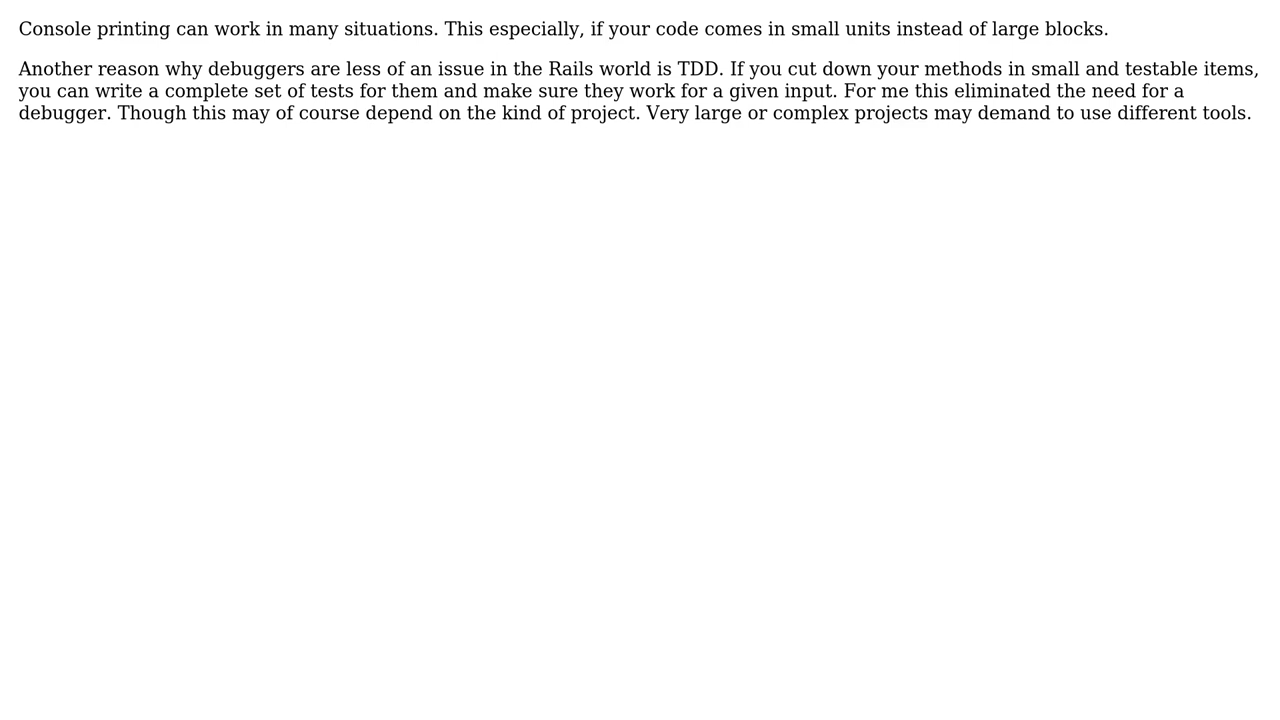 Console printing can work in many situations. This especially, if your code comes in small units instead of large blocks.
Another reason why debuggers are less of an issue in the Rails world is TDD. If you cut down your methods in small and testable items,
you can write a complete set of tests for them and make sure they work for a given input. For me this eliminated the need for a
debugger. Though this may of course depend on the kind of project. Very large or complex projects may demand to use different tools.